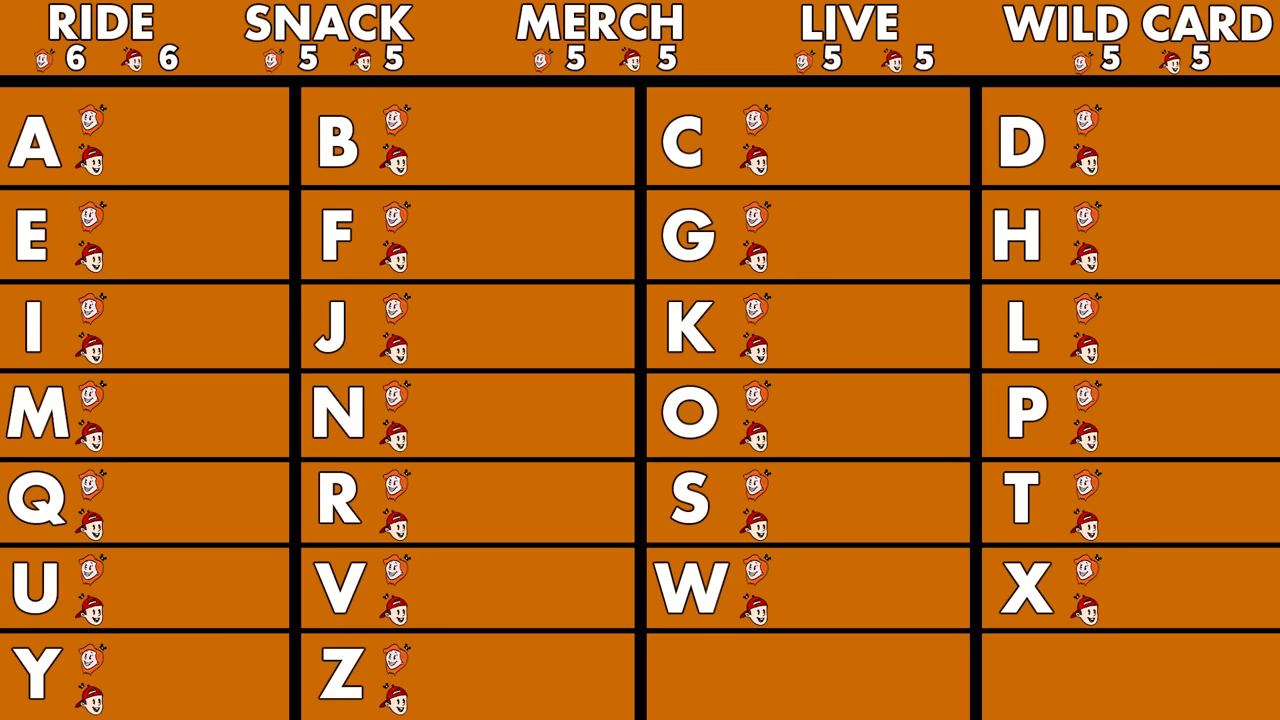 RIDE SNACK MERCH LIVE WILD CARD
6 6 5 5 5 5 5 5 5 5
A B C D
E F G H
I J K L
M N O P
Q R S T
U V W X
Y Z